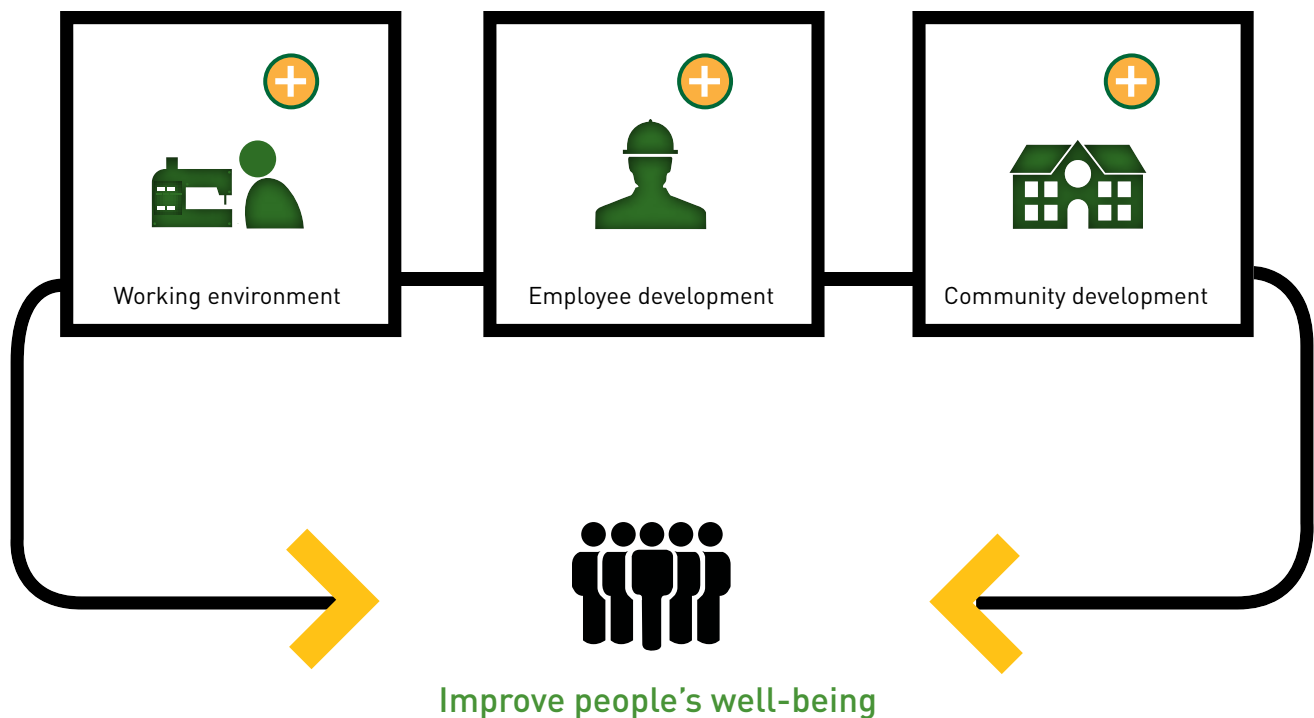 Working environment
Employee development
Community development
Improve people’s well-being